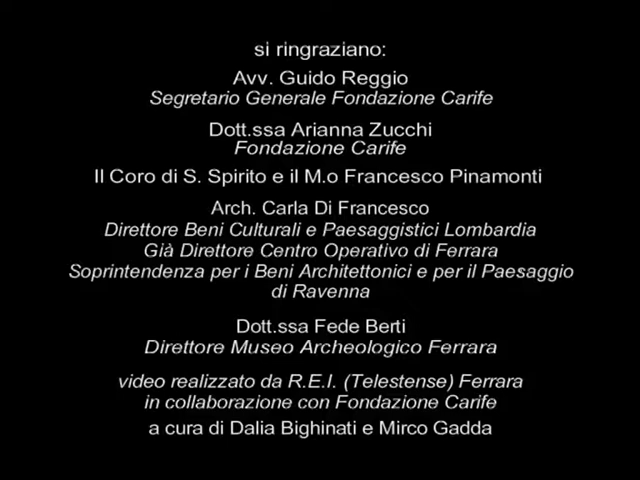 si ringraziano:
Avv. Guido Reggio
Segretario Generale Fondazione Carife
Dott.ssa Arianna Zucchi
Fondazione Carife
Il Coro di S. Spirito e il M.o Francesco Pinamonti
Arch. Carla Di Francesco
Direttore Beni Culturali e Paesaggistici Lombardia
Già Direttore Centro Operativo di Ferrara
Soprintendenza per i Beni Architettonici e per il Paesaggio
di Ravenna
Dott.ssa Fede Berti
Direttore Museo Archeologico Ferrara
video realizzato da R.E.I. (Telestense) Ferrara
in collaborazione con Fondazione Carife
a cura di Dalia Bighinati e Mirco Gadda